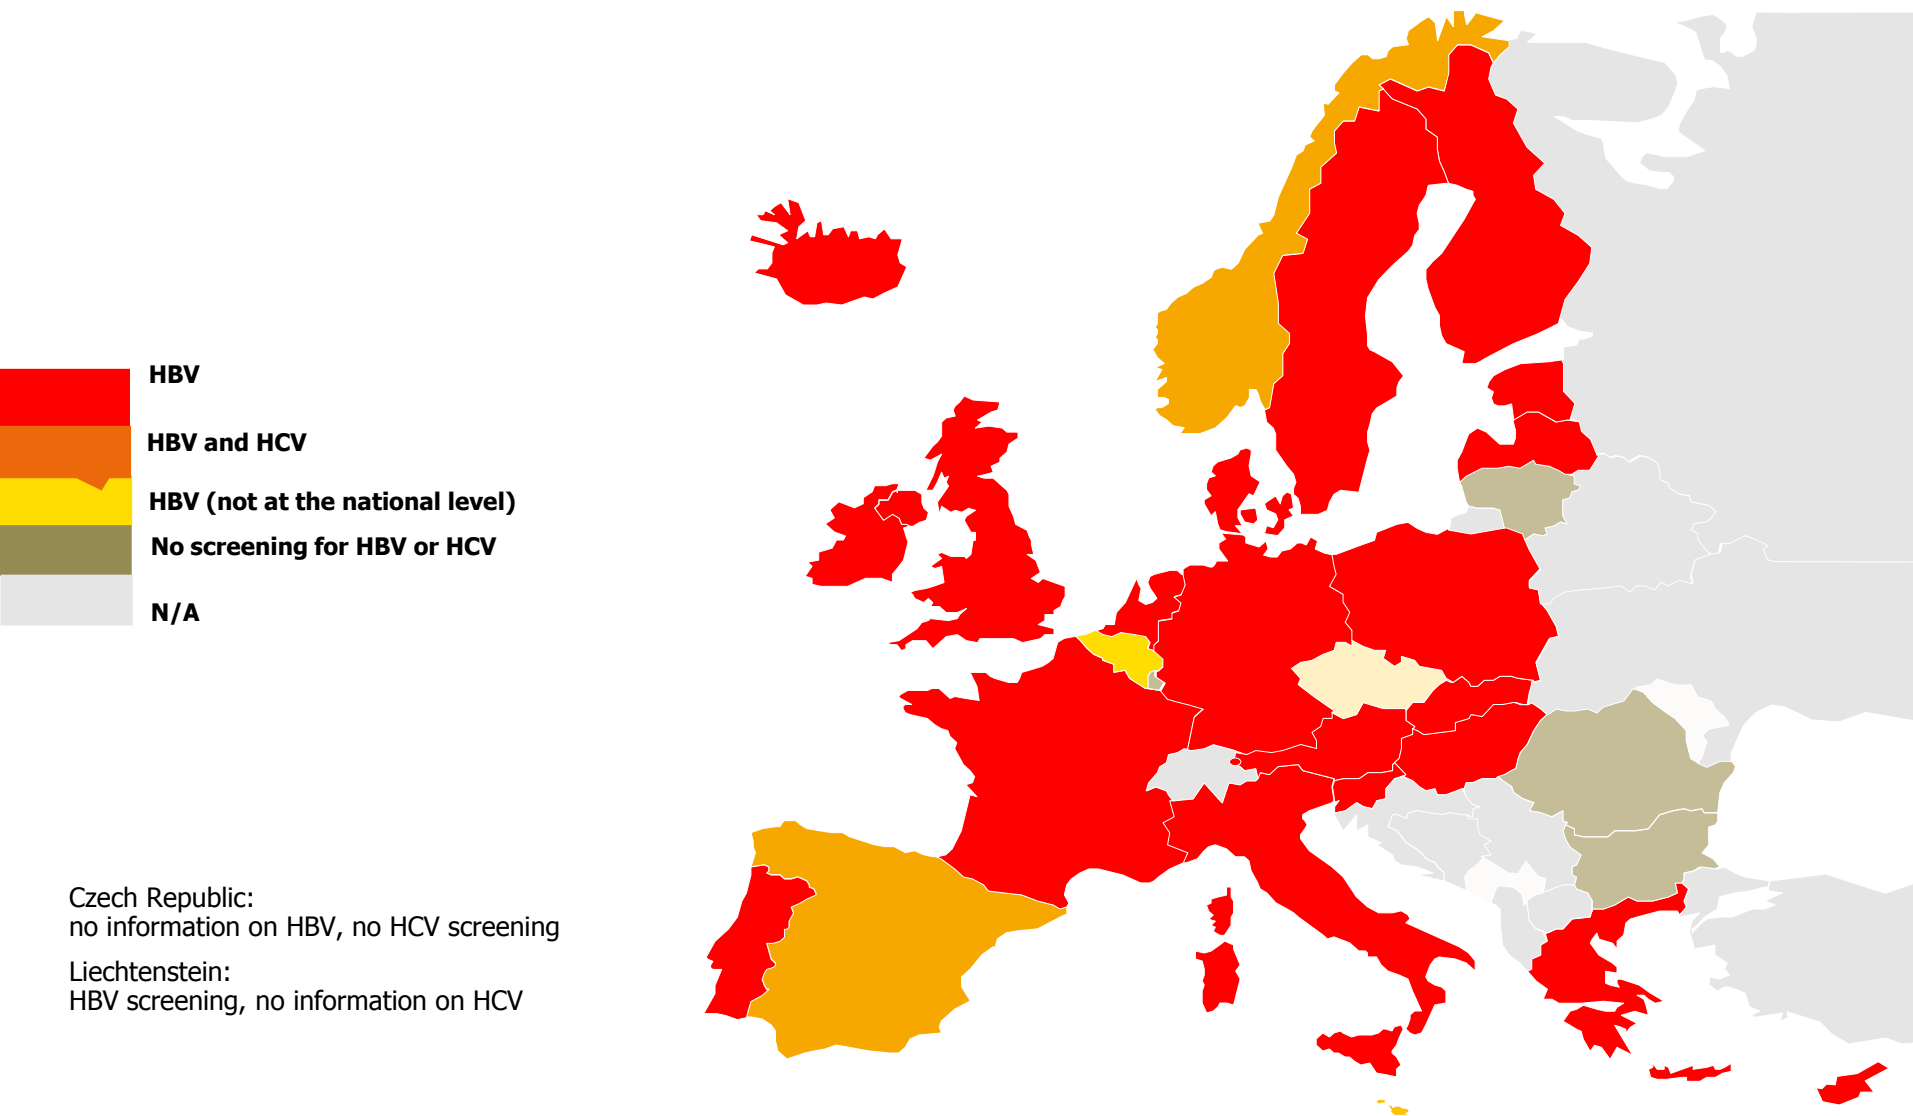 HBV
HBV and HCV
HBV (not at the national level)
No screening for HBV or HCV
N/A
Czech Republic:
no information on HBV, no HCV screening
Liechtenstein:
HBV screening, no information on HCV